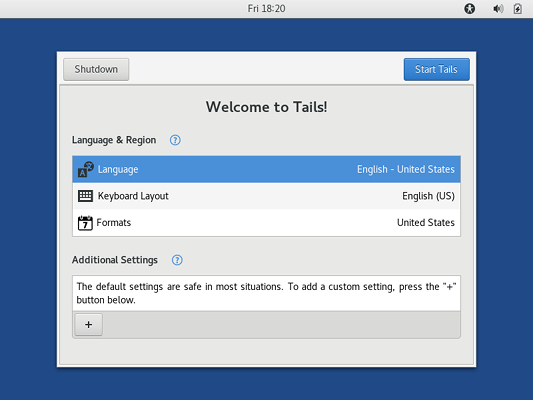 Fri 18:20
Shutdown
Start Tails
Welcome to Tails!
Language & Region ?
Language English - United States
Keyboard Layout English (US)
7 Formats United States
Additional Settings ?
The default settings are safe in most situations. To add a custom setting, press the "+"
button below.
+